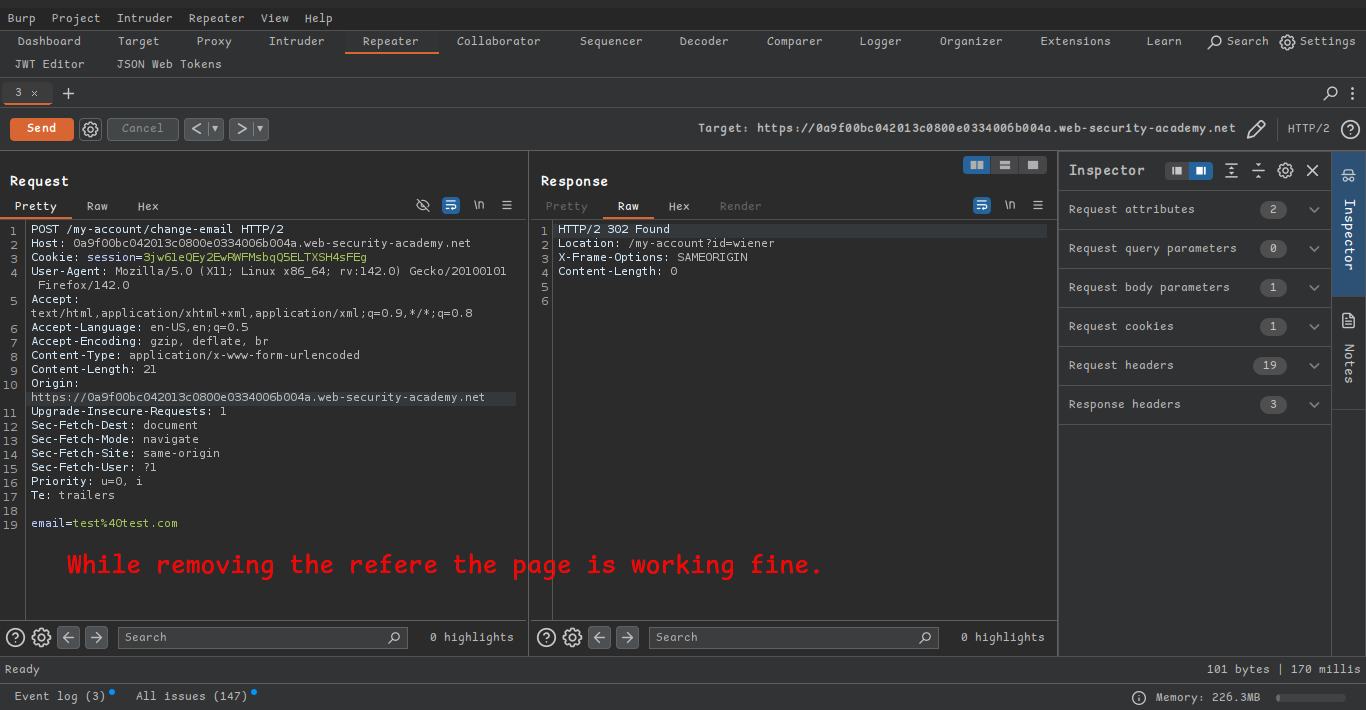 Burp Project Intruder Repeater View Help
Dashboard Target Proxy Intruder Repeater Collaborator Sequencer Decoder Comparer Logger Organizer Extensions Learn Search Settings
JWT Editor JSON Web Tokens
3 × +
Send Cancel < ▼ > ▼ Target: https://0a9f00bc042013c0800e0334006b004a.web-security-academy.net HTTP/2 ?
Request
Pretty Raw Hex \n
1 POST /my-account/change-email HTTP/2
2 Host: 0a9f00bc042013c0800e0334006b004a.web-security-academy.net
3 Cookie: session=3jw6leQEy2EwRWFMsbqQ5ELTXSH4sFEg
4 User-Agent: Mozilla/5.0 (X11; Linux x86_64; rv:142.0) Gecko/20100101
Firefox/142.0
5 Accept:
text/html,application/xhtml+xml,application/xml;q=0.9,*/*;q=0.8
6 Accept-Language: en-US,en;q=0.5
7 Accept-Encoding: gzip, deflate, br
8 Content-Type: application/x-www-form-urlencoded
9 Content-Length: 21
10 Origin:
https://0a9f00bc042013c0800e0334006b004a.web-security-academy.net
11 Upgrade-Insecure-Requests: 1
12 Sec-Fetch-Dest: document
13 Sec-Fetch-Mode: navigate
14 Sec-Fetch-Site: same-origin
15 Sec-Fetch-User: ?1
16 Priority: u=0, i
17 Te: trailers
18
19 email=test%40test.com
Response
Pretty Raw Hex Render \n
1 HTTP/2 302 Found
2 Location: /my-account?id=wiener
3 X-Frame-Options: SAMEORIGIN
4 Content-Length: 0
5
6
While removing the refere the page is working fine.
? Search 0 highlights
? Search 0 highlights
Inspector
Request attributes 2
Request query parameters 0
Request body parameters 1
Request cookies 1
Request headers 19
Response headers 3
Inspector
Notes
Ready 101 bytes | 170 millis
Event log (3) All issues (147) Memory: 226.3MB